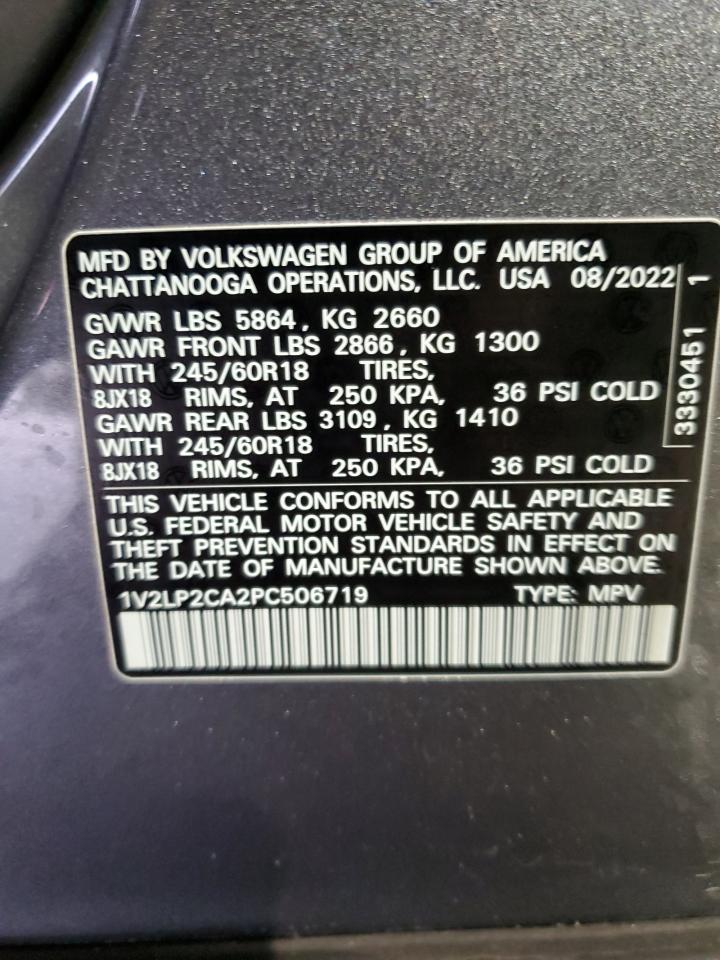 MFD BY VOLKSWAGEN GROUP OF AMERICA
CHATTANOOGA OPERATIONS, LLC. USA 08/2022
GVWR LBS 5864, KG 2660
GAWR FRONT LBS 2866, KG 1300
WITH 245/60R18 TIRES,
8JX18 RIMS, AT 250 KPA, 36 PSI COLD
GAWR REAR LBS 3109, KG 1410
WITH 245/60R18 TIRES,
8JX18 RIMS, AT 250 KPA, 36 PSI COLD
3330451 1
THIS VEHICLE CONFORMS TO ALL APPLICABLE
U.S. FEDERAL MOTOR VEHICLE SAFETY AND
THEFT PREVENTION STANDARDS IN EFFECT ON
THE DATE OF MANUFACTURE SHOWN ABOVE.
1V2LP2CA2PC506719 TYPE: MPV